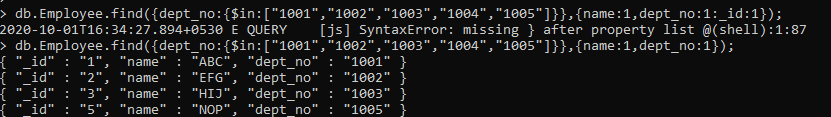 > db.Employee.find({dept_no:{$in:["1001","1002","1003","1004","1005"]}},{name:1,dept_no:1:_id:1});
2020-10-01T16:34:27.894+0530 E QUERY    [js] SyntaxError: missing } after property list @(shell):1:87
> db.Employee.find({dept_no:{$in:["1001","1002","1003","1004","1005"]}},{name:1,dept_no:1});
{ "_id" : "1", "name" : "ABC", "dept_no" : "1001" }
{ "_id" : "2", "name" : "EFG", "dept_no" : "1002" }
{ "_id" : "3", "name" : "HIJ", "dept_no" : "1003" }
{ "_id" : "5", "name" : "NOP", "dept_no" : "1005" }